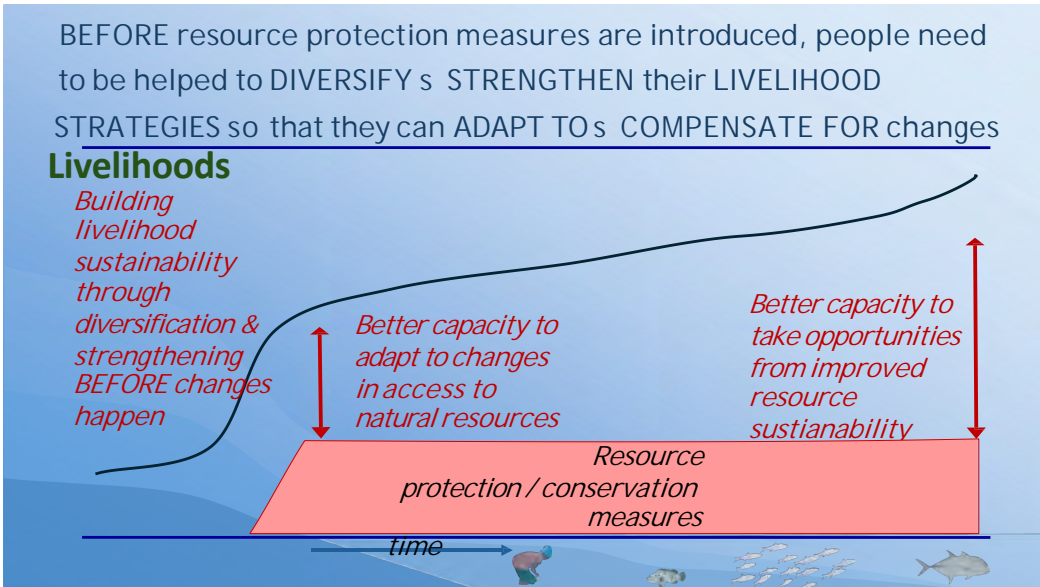 BEFORE resource protection measures are introduced, people need
to be helped to DIVERSIFY s STRENGTHEN their LIVELIHOOD
STRATEGIES so that they can ADAPT TO s COMPENSATE FOR changes
Livelihoods
Building
livelihood
sustainability
through
diversification &
strengthening
BEFORE changes
happen
Better capacity to
adapt to changes
in access to
natural resources
Better capacity to
take opportunities
from improved
resource
sustianability
Resource
protection / conservation
measures
time